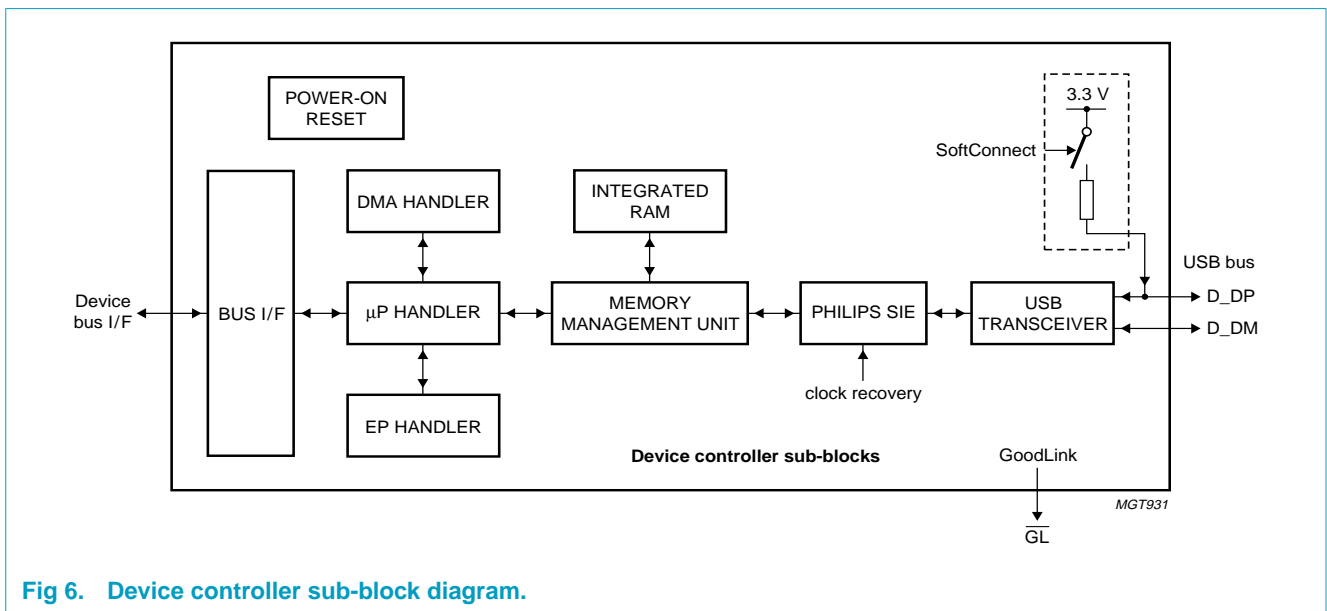 POWER-ON
RESET
3.3 V
SoftConnect
DMA HANDLER
INTEGRATED
RAM
USB bus
Device
bus I/F
BUS I/F
μP HANDLER
MEMORY
MANAGEMENT UNIT
PHILIPS SIE
USB
TRANSCEIVER
D_DP
D_DM
clock recovery
EP HANDLER
Device controller sub-blocks
GoodLink
MGT931
GL
Fig 6. Device controller sub-block diagram.